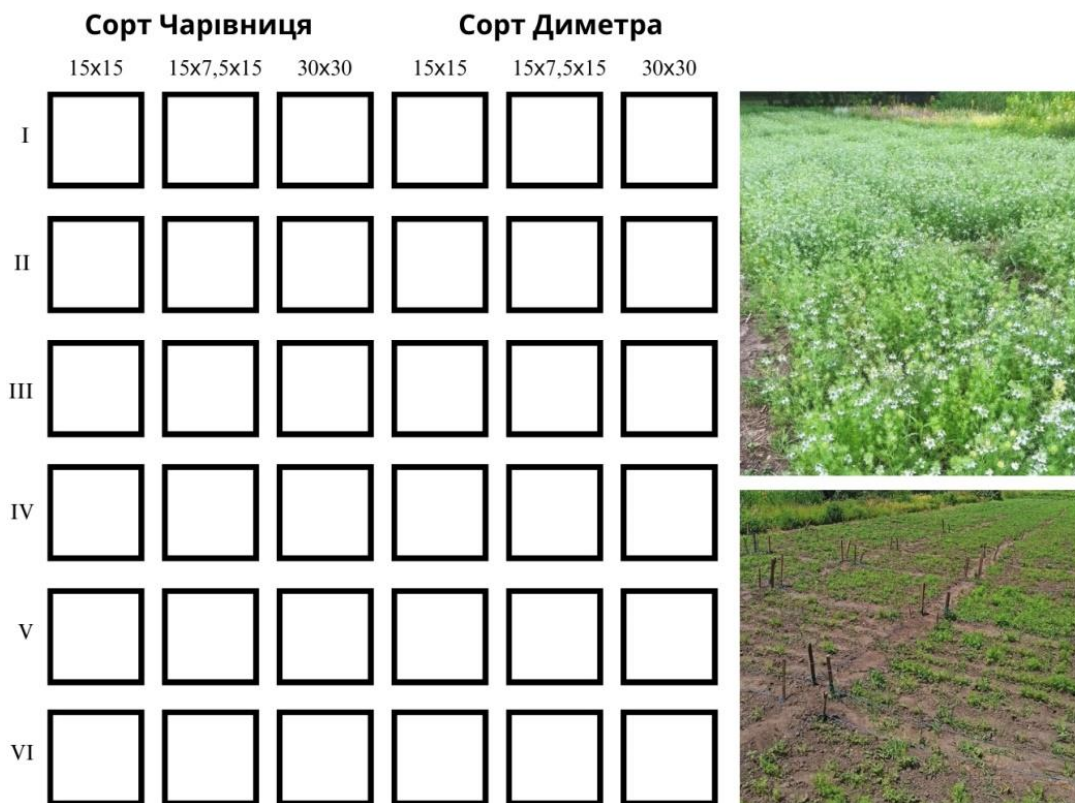 Сорт Чарівниця Сорт Диметра
15x15 15x7,5x15 30x30 15x15 15x7,5x15 30x30
I
II
III
IV
V
VI